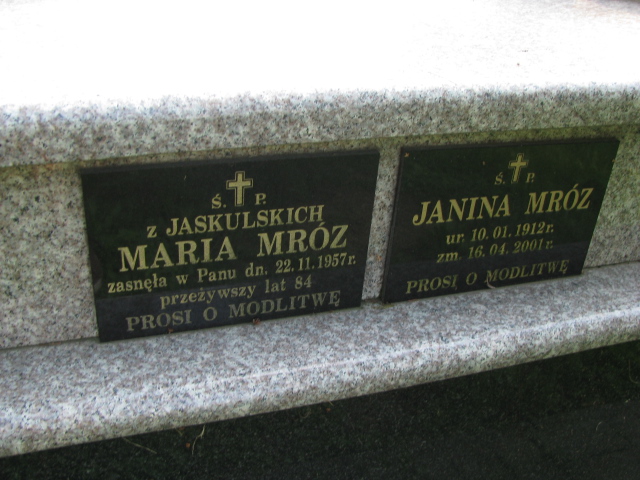 Ś. P.
z JASKULSKICH
MARIA MRÓZ
zasnęła w Panu dn. 22.11.1957r.
przeżywszy lat 84
PROSI O MODLITWĘ
Ś. P.
JANINA MRÓZ
ur. 10.01.1912r.
zm. 16.04.2001r.
PROSI O MODLITWĘ